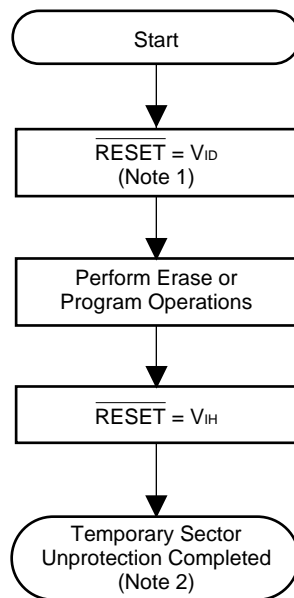 Start
RESET = VID
(Note 1)
Perform Erase or
Program Operations
RESET = VIH
Temporary Sector
Unprotection Completed
(Note 2)